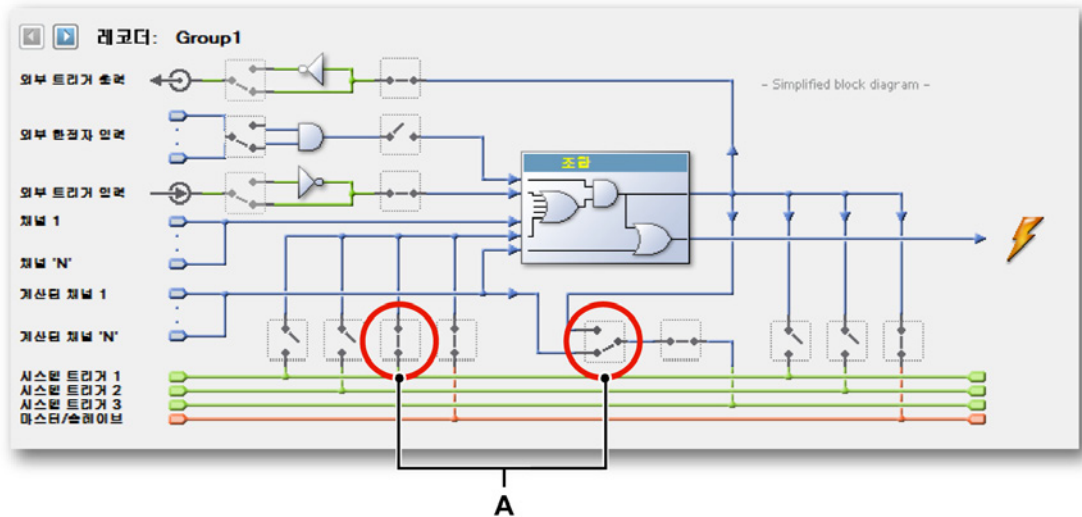 레코더: Group1
외부 트리거 출력
- Simplified block diagram -
외부 한정자 입력
조합
외부 트리거 입력
채널 1
채널 'N'
계산된 채널 1
계산된 채널 'N'
시스템 트리거 1
시스템 트리거 2
시스템 트리거 3
마스터/슬레이브
A